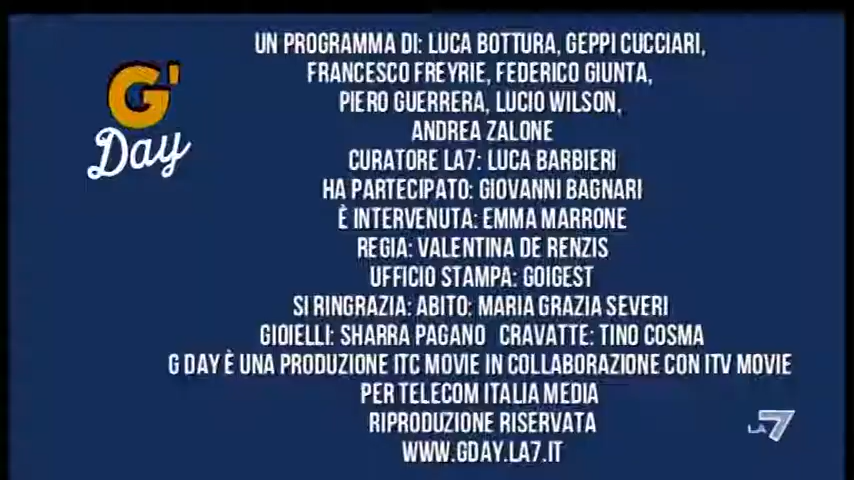 G'
Day
UN PROGRAMMA DI: LUCA BOTTURA, GEPPI CUCCIARI,
FRANCESCO FREYRIE, FEDERICO GIUNTA,
PIERO GUERRERA, LUCIO WILSON,
ANDREA ZALONE
CURATORE LA7: LUCA BARBIERI
HA PARTECIPATO: GIOVANNI BAGNARI
È INTERVENUTA: EMMA MARRONE
REGIA: VALENTINA DE RENZIS
UFFICIO STAMPA: GOIGEST
SI RINGRAZIA: ABITO: MARIA GRAZIA SEVERI
GIOIELLI: SHARRA PAGANO CRAVATTE: TINO COSMA
G DAY È UNA PRODUZIONE ITC MOVIE IN COLLABORAZIONE CON ITV MOVIE
PER TELECOM ITALIA MEDIA
RIPRODUZIONE RISERVATA
WWW.GDAY.LA7.IT
LA7